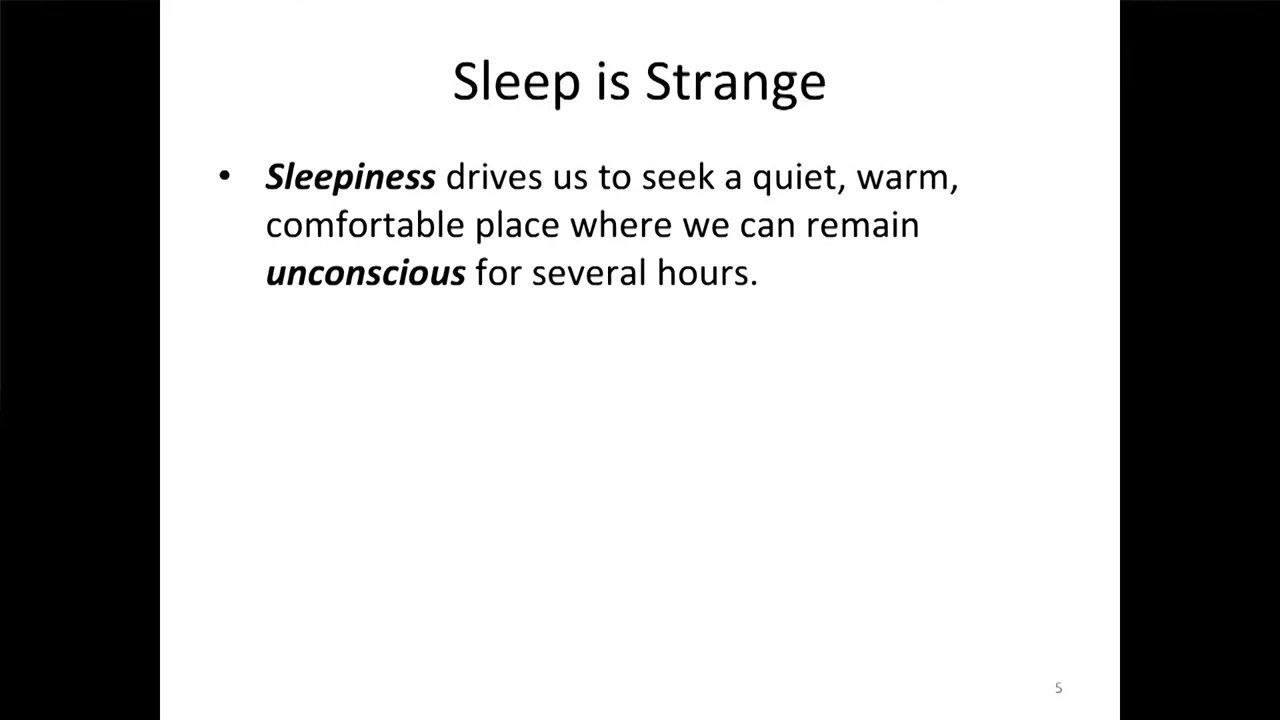 Sleep is Strange
• Sleepiness drives us to seek a quiet, warm,
comfortable place where we can remain
unconscious for several hours.
5